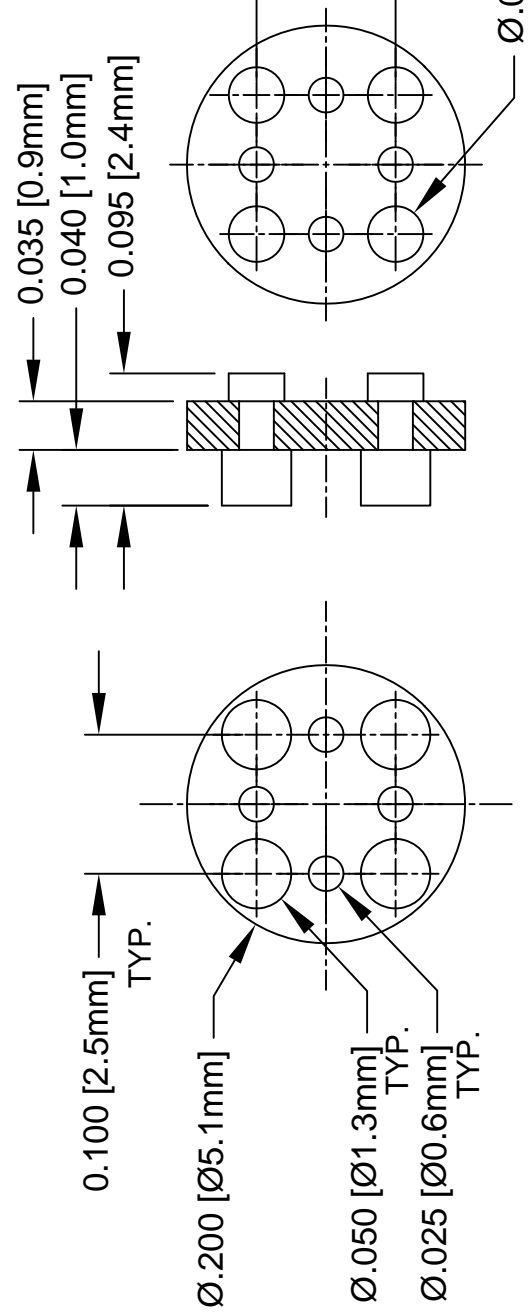 0.035 [0.9mm]
0.040 [1.0mm]
0.095 [2.4mm]
0.100 [2.5mm]
TYP.
Ø.200 [Ø5.1mm]
Ø.050 [Ø1.3mm]
TYP.
Ø.025 [Ø0.6mm]
TYP.
Ø.0